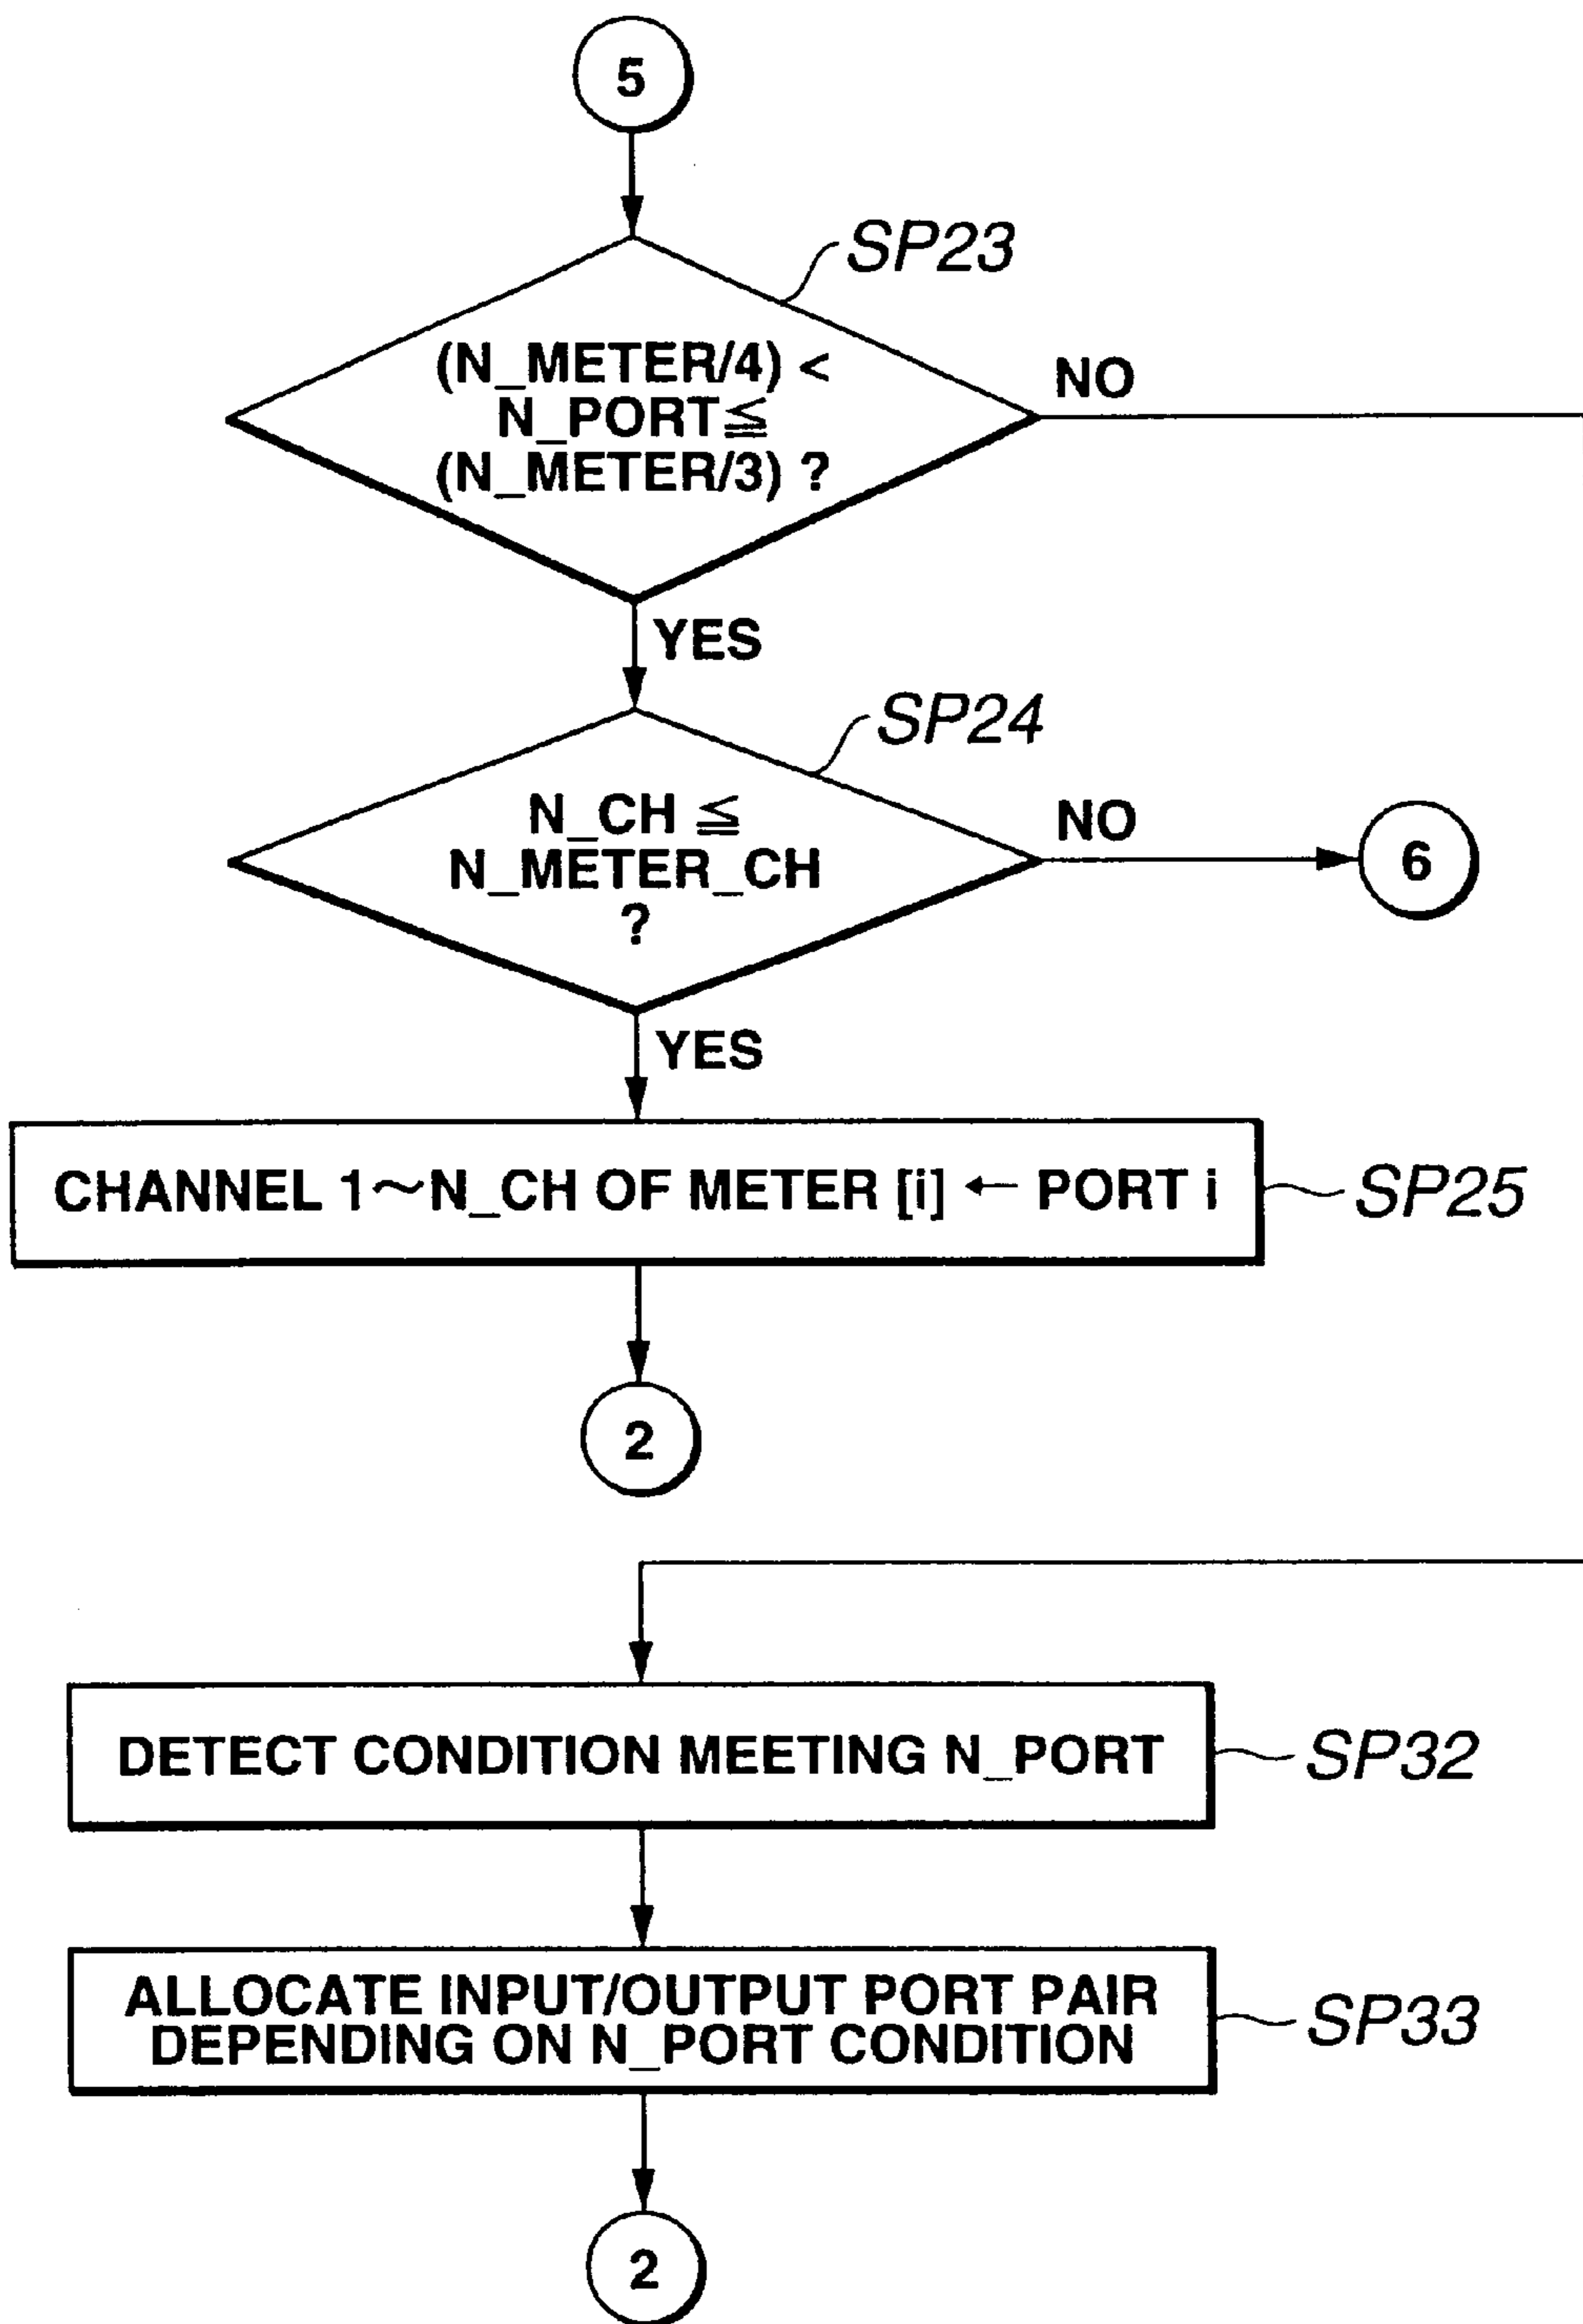 5
SP23
(N_METER/4) <
N_PORT≦
(N_METER/3) ?
NO
YES
SP24
N_CH ≦
N_METER_CH
?
NO
6
YES
CHANNEL 1~N_CH OF METER [i] ← PORT i
SP25
2
DETECT CONDITION MEETING N_PORT
SP32
ALLOCATE INPUT/OUTPUT PORT PAIR
DEPENDING ON N_PORT CONDITION
SP33
2